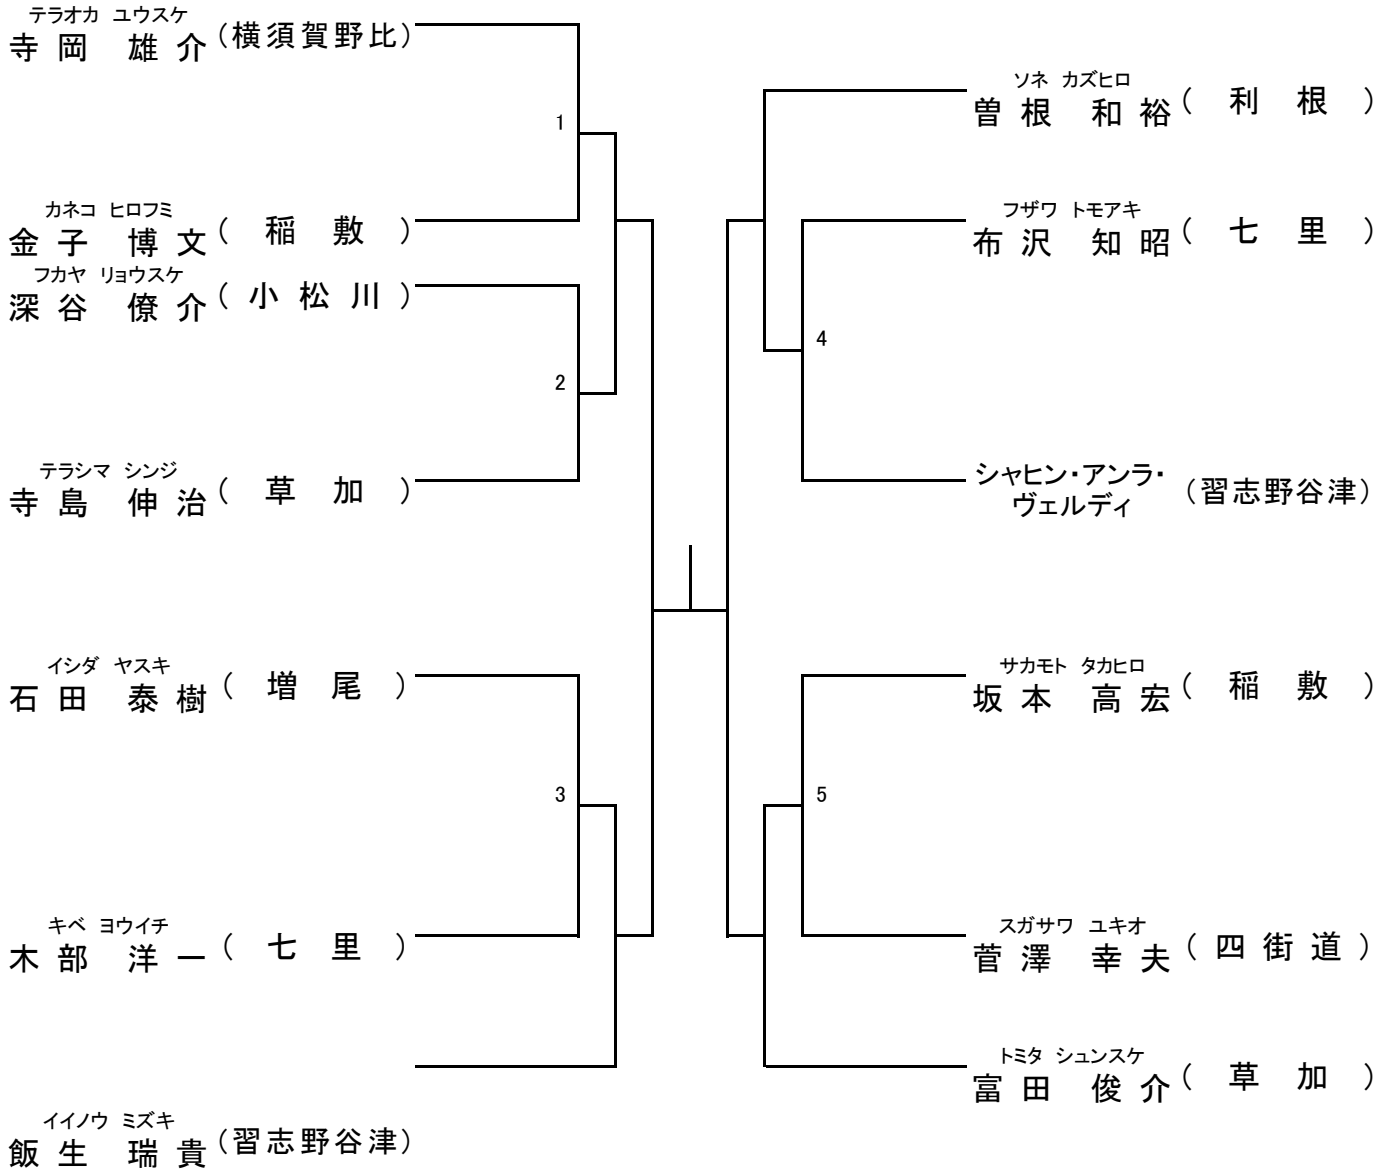 テラオカ ユウスケ
寺岡 雄介 (横須賀野比)
1
カネコ ヒロフミ
金子 博文 (稲敷)
フカヤ リョウスケ
深谷 僚介 (小松川)
2
テラシマ シンジ
寺島 伸治 (草加)
イシダ ヤスキ
石田 泰樹 (増尾)
3
キベ ヨウイチ
木部 洋一 (七里)
イイノウ ミズキ
飯生 瑞貴 (習志野谷津)
ソネ カズヒロ
曽根 和裕 (利根)
フザワ トモアキ
布沢 知昭 (七里)
4
シャヒン・アンラ・
ヴェルディ (習志野谷津)
サカモト タカヒロ
坂本 高宏 (稲敷)
5
スガサワ ユキオ
菅澤 幸夫 (四街道)
トミタ シュンスケ
富田 俊介 (草加)